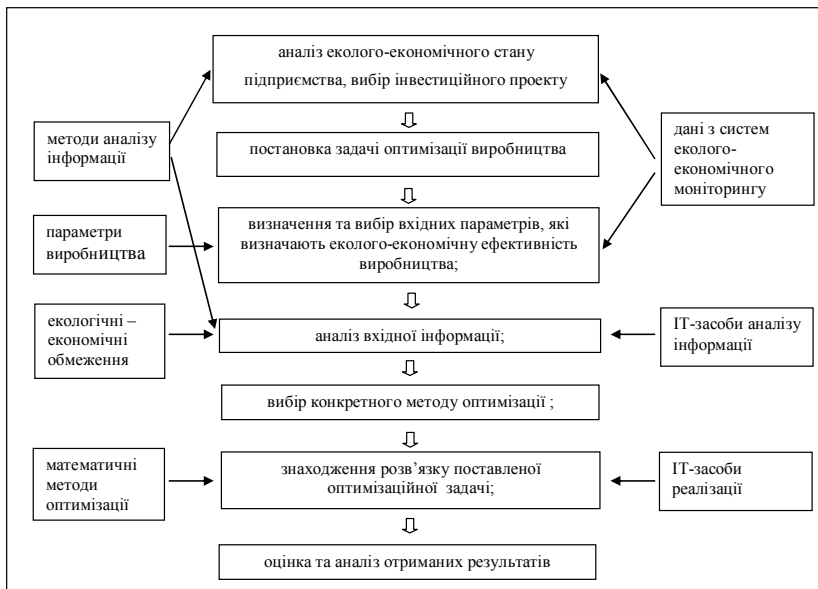 аналіз еколого-економічного стану
підприємства, вибір інвестиційного проекту
методи аналізу
інформації
постановка задачі оптимізації виробництва
дані з систем
еколого-
економічного
моніторингу
параметри
виробництва
визначення та вибір вхідних параметрів, які
визначають еколого-економічну ефективність
виробництва;
екологічні –
економічні
обмеження
аналіз вхідної інформації;
ІТ-засоби аналізу
інформації
вибір конкретного методу оптимізації ;
математичні
методи
оптимізації
знаходження розв’язку поставленої
оптимізаційної задачі;
ІТ-засоби
реалізації
оцінка та аналіз отриманих результатів